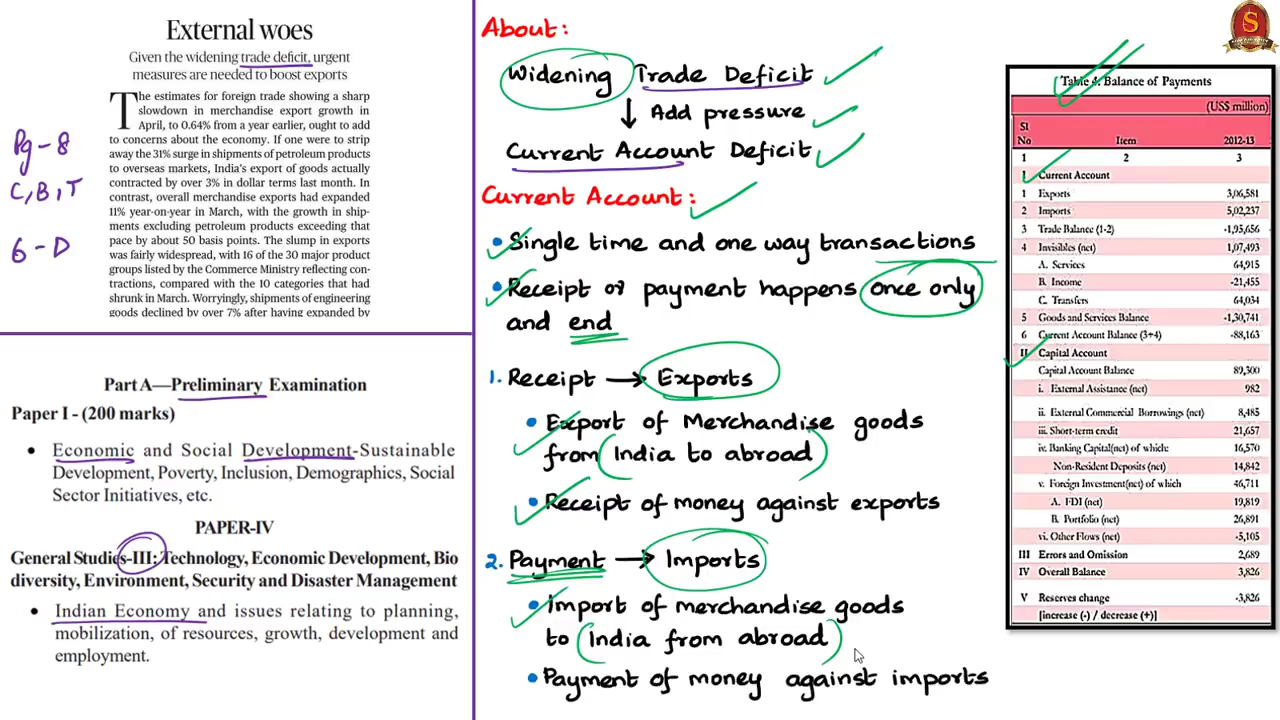 External woes
Given the widening trade deficit, urgent
measures are needed to boost exports
The estimates for foreign trade showing a sharp
slowdown in merchandise export growth in
April, to 0.64% from a year earlier, ought to add
to concerns about the economy. If one were to strip
away the 31% surge in shipments of petroleum products
to overseas markets, India's export of goods actually
contracted by over 3% in dollar terms last month. In
contrast, overall merchandise exports had expanded
11% year-on-year in March, with the growth in ship-
ments excluding petroleum products exceeding that
pace by about 50 basis points. The slump in exports
was fairly widespread, with 16 of the 30 major product
groups listed by the Commerce Ministry reflecting con-
tractions, compared with the 10 categories that had
shrunk in March. Worryingly, shipments of engineering
goods declined by over 7% after having expanded by
Pg-8
C, B, T
6-D
Part A—Preliminary Examination
Paper I - (200 marks)
• Economic and Social Development-Sustainable
Development, Poverty, Inclusion, Demographics, Social
Sector Initiatives, etc.
PAPER-IV
General Studies-III: Technology, Economic Development, Bio
diversity, Environment, Security and Disaster Management
• Indian Economy and issues relating to planning,
mobilization, of resources, growth, development and
employment.
About:
Widening Trade Deficit
↓ Add pressure
Current Account Deficit
Current Account:
• Single time and one way transactions
• Receipt or payment happens once only
and end
1. Receipt → Exports
• Export of Merchandise goods
from (India to abroad)
• Receipt of money against exports
2. Payment → Imports
• Import of merchandise goods
to (India from abroad)
• Payment of money against imports
S
Table 4: Balance of Payments
(US$ million)
Sl
No Item 2012-13
1 2 3
I Current Account
1 Exports 3,06,581
2 Imports 5,02,237
3 Trade Balance (1-2) -1,95,656
4 Invisibles (net) 1,07,493
A. Services 64,915
B. Income -21,455
C. Transfers 64,034
5 Goods and Services Balance -1,30,741
6 Current Account Balance (3+4) -88,163
II Capital Account
Capital Account Balance 89,300
i. External Assistance (net) 982
ii. External Commercial Borrowings (net) 8,485
iii. Short-term credit 21,657
iv. Banking Capital(net) of which: 16,570
Non-Resident Deposits (net) 14,842
v. Foreign Investment(net) of which 46,711
A. FDI (net) 19,819
B. Portfolio (net) 26,891
vi. Other Flows (net) -5,105
III Errors and Omission 2,689
IV Overall Balance 3,826
V Reserves change -3,826
[increase (-) / decrease (+)]